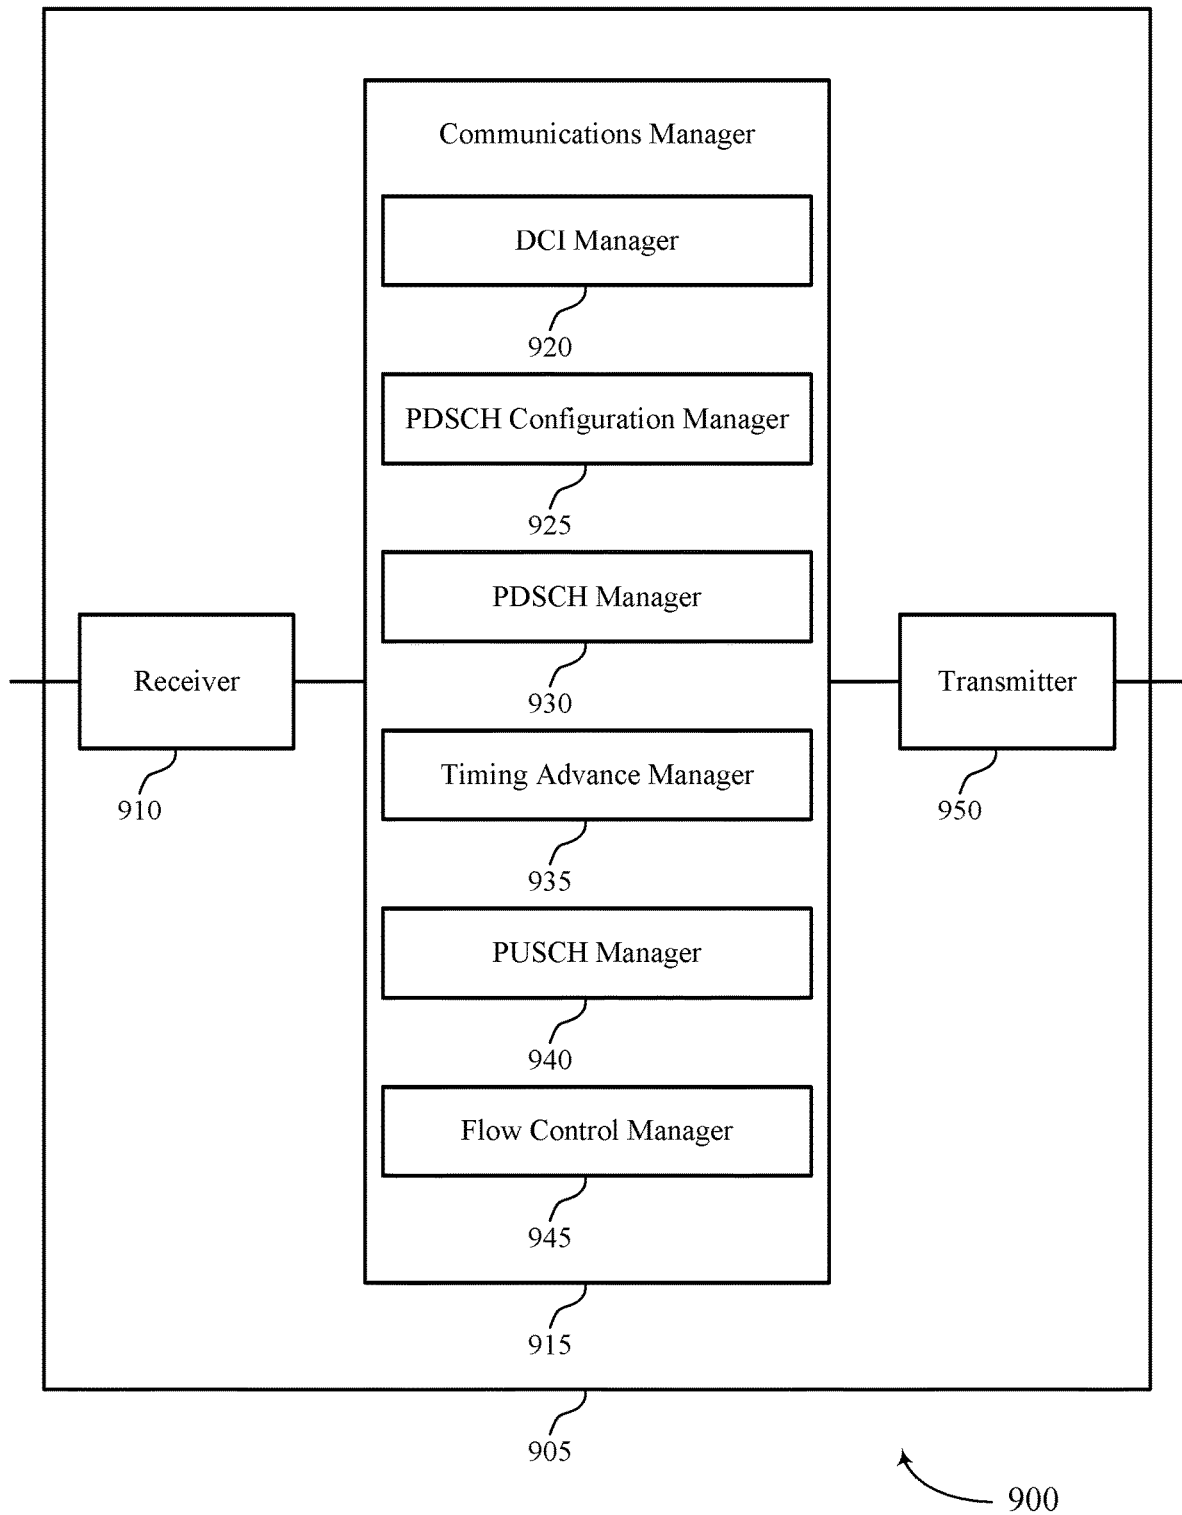 Communications Manager
DCI Manager
920
PDSCH Configuration Manager
925
PDSCH Manager
930
Receiver
910
Transmitter
950
Timing Advance Manager
935
PUSCH Manager
940
Flow Control Manager
945
915
905
900